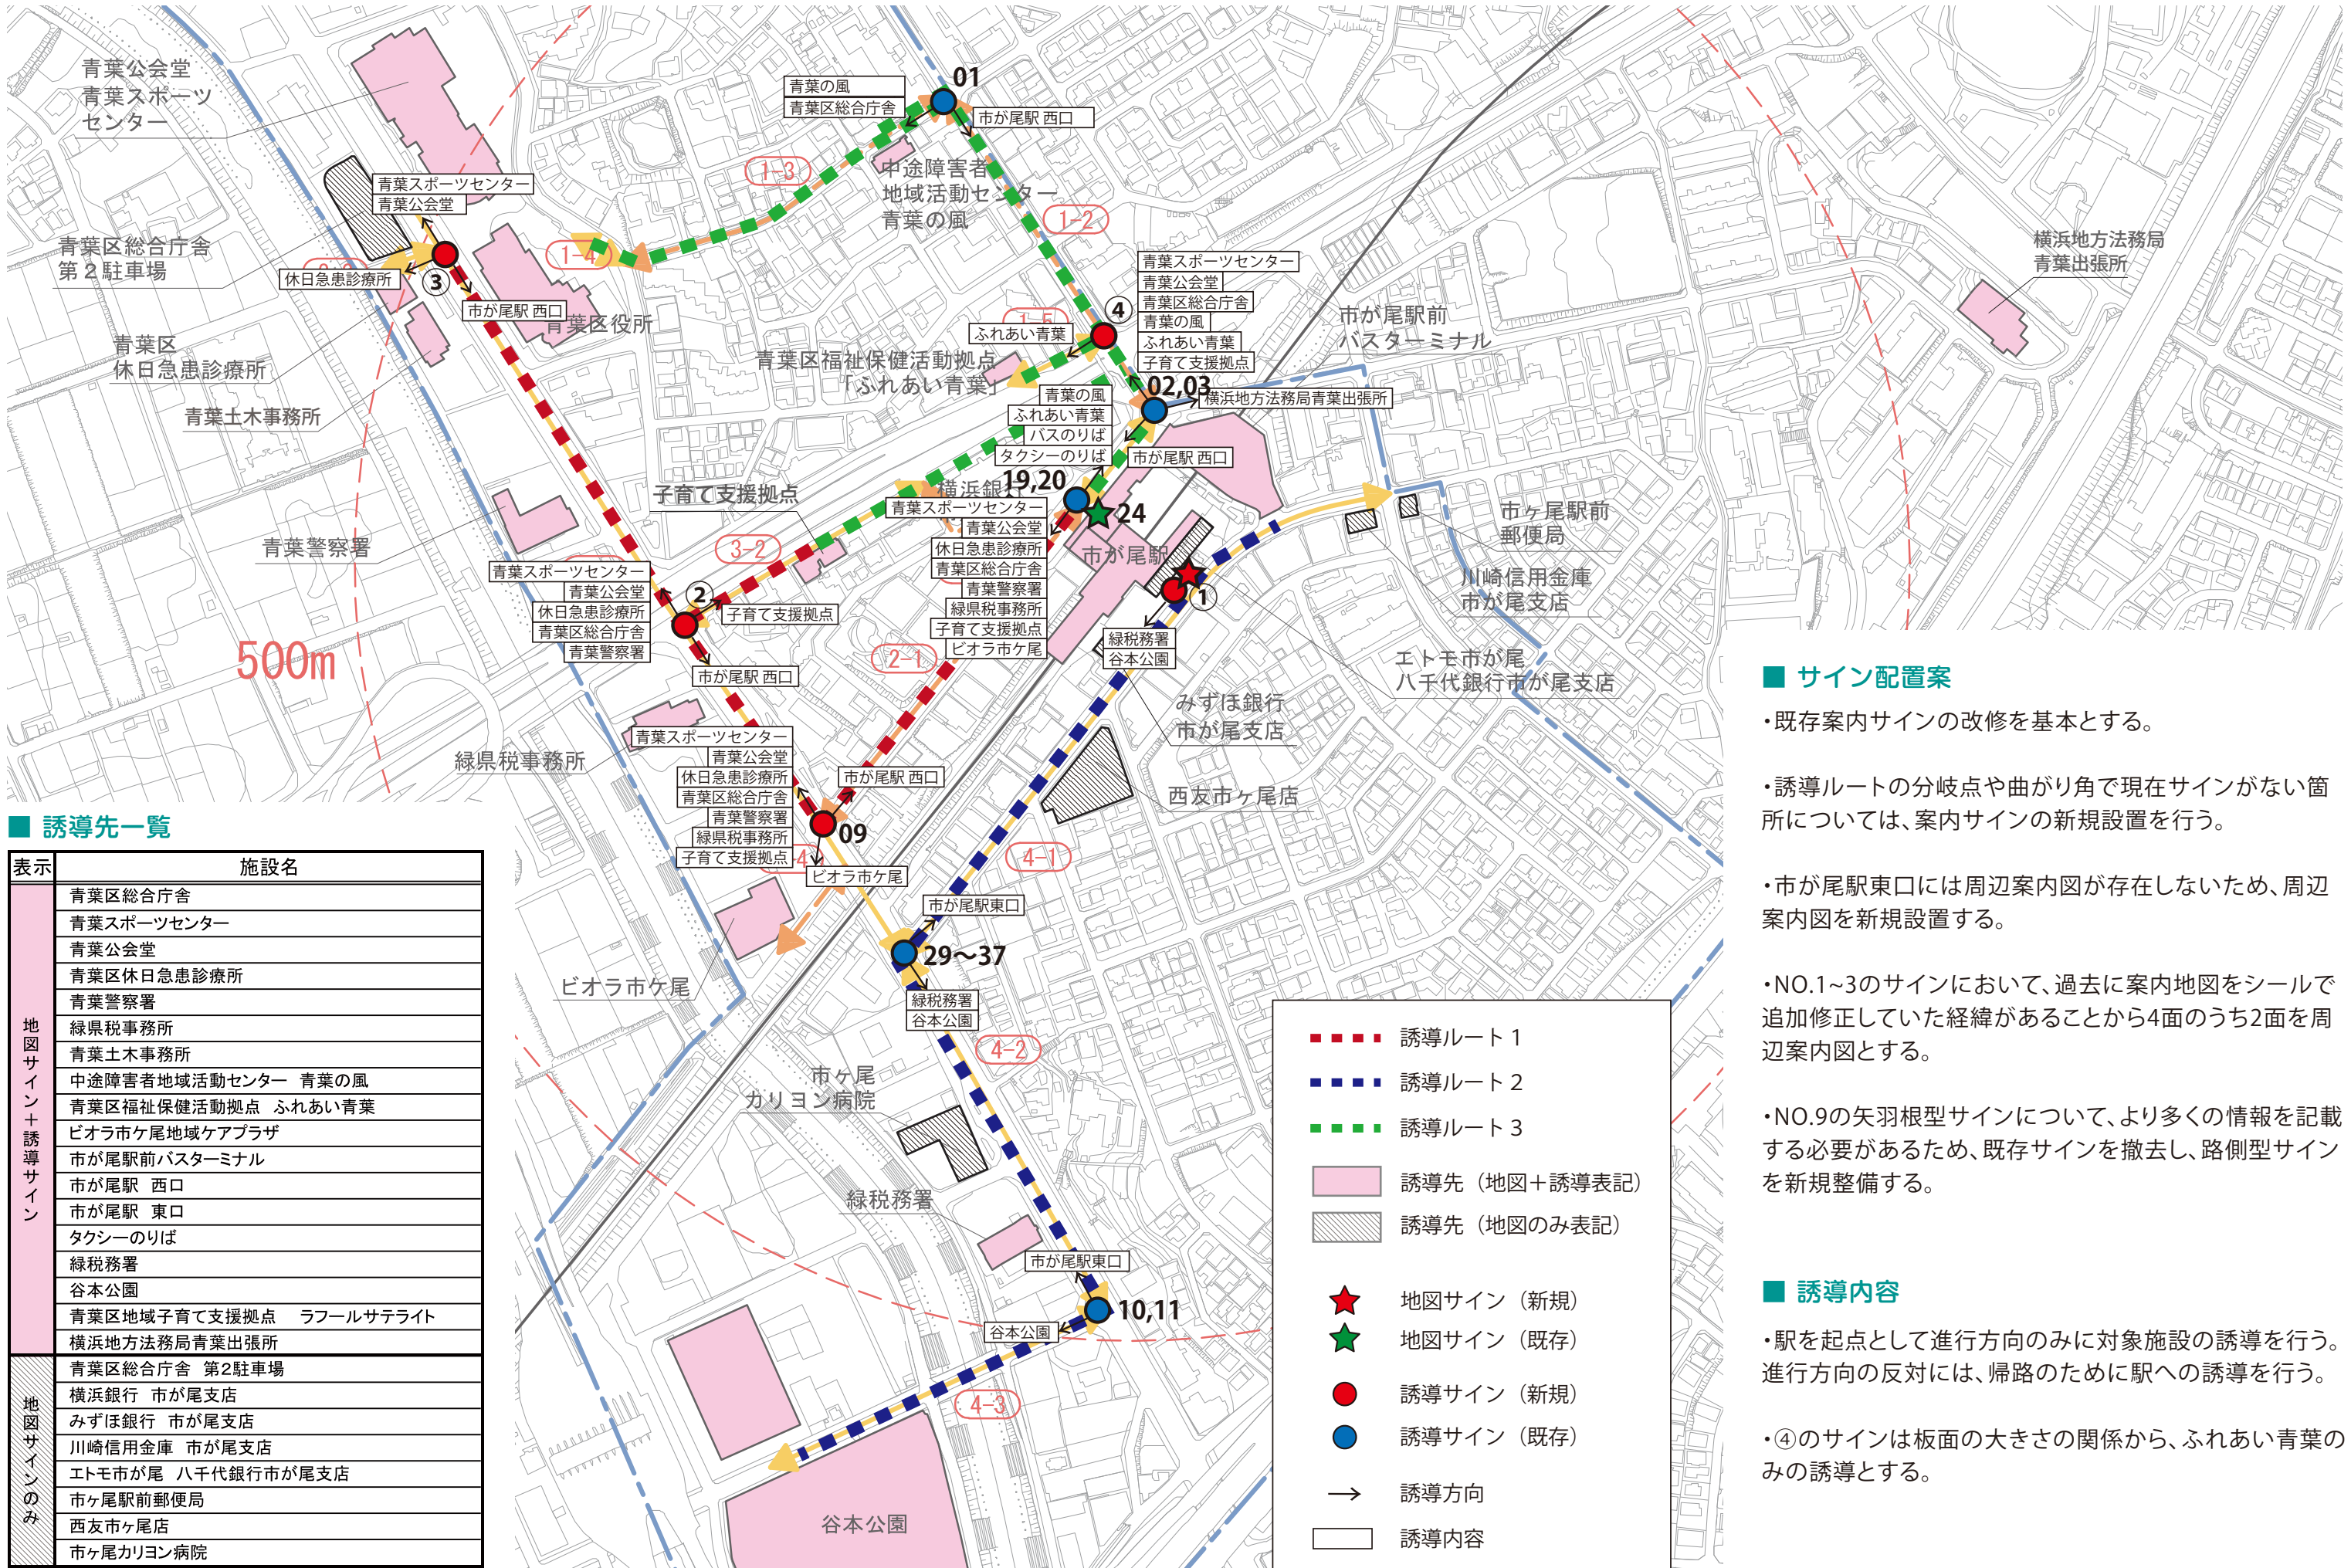 青葉公会堂
青葉スポーツ
センター
青葉の風
青葉区総合庁舎
01
市が尾駅 西口
1-3
中途障害者
地域活動センター
青葉の風
1-2
青葉スポーツセンター
青葉公会堂
青葉区総合庁舎
第２駐車場
休日急患診療所
3
市が尾駅 西口
1-4
青葉区役所
青葉区
休日急患診療所
青葉土木事務所
青葉警察署
青葉スポーツセンター
青葉公会堂
青葉区総合庁舎
青葉の風
ふれあい青葉
子育て支援拠点
4
1-5
ふれあい青葉
青葉区福祉保健活動拠点
「ふれあい青葉」
市が尾駅前
バスターミナル
横浜地方法務局
青葉出張所
02,03
横浜地方法務局青葉出張所
青葉の風
ふれあい青葉
バスのりば
タクシーのりば
市が尾駅 西口
19,20
24
横浜銀行
青葉スポーツセンター
青葉公会堂
休日急患診療所
青葉区総合庁舎
青葉警察署
緑県税事務所
子育て支援拠点
ビオラ市ケ尾
市が尾駅
子育て支援拠点
3-2
青葉スポーツセンター
青葉公会堂
休日急患診療所
青葉区総合庁舎
青葉警察署
2
子育て支援拠点
市が尾駅 西口
500m
2-1
1
緑税務署
谷本公園
市ヶ尾駅前
郵便局
川崎信用金庫
市が尾支店
エトモ市が尾
八千代銀行市が尾支店
みずほ銀行
市が尾支店
西友市ヶ尾店
緑県税事務所
青葉スポーツセンター
青葉公会堂
休日急患診療所
青葉区総合庁舎
青葉警察署
緑県税事務所
子育て支援拠点
市が尾駅 西口
09
ビオラ市ケ尾
4-1
市が尾駅東口
29〜37
緑税務署
谷本公園
ビオラ市ケ尾
4-2
市ヶ尾
カリヨン病院
緑税務署
市が尾駅東口
10,11
谷本公園
4-3
谷本公園
■ 誘導先一覧
表示 施設名
地図サイン＋誘導サイン
青葉区総合庁舎
青葉スポーツセンター
青葉公会堂
青葉区休日急患診療所
青葉警察署
緑県税事務所
青葉土木事務所
中途障害者地域活動センター 青葉の風
青葉区福祉保健活動拠点 ふれあい青葉
ビオラ市ケ尾地域ケアプラザ
市が尾駅前バスターミナル
市が尾駅 西口
市が尾駅 東口
タクシーのりば
緑税務署
谷本公園
青葉区地域子育て支援拠点 ラフールサテライト
横浜地方法務局青葉出張所
地図サインのみ
青葉区総合庁舎 第2駐車場
横浜銀行 市が尾支店
みずほ銀行 市が尾支店
川崎信用金庫 市が尾支店
エトモ市が尾 八千代銀行市が尾支店
市ヶ尾駅前郵便局
西友市ヶ尾店
市ヶ尾カリヨン病院
誘導ルート 1
誘導ルート 2
誘導ルート 3
誘導先（地図＋誘導表記）
誘導先（地図のみ表記）
地図サイン（新規）
地図サイン（既存）
誘導サイン（新規）
誘導サイン（既存）
誘導方向
誘導内容
■ サイン配置案
・既存案内サインの改修を基本とする。
・誘導ルートの分岐点や曲がり角で現在サインがない箇
所については、案内サインの新規設置を行う。
・市が尾駅東口には周辺案内図が存在しないため、周辺
案内図を新規設置する。
・NO.1~3のサインにおいて、過去に案内地図をシールで
追加修正していた経緯があることから4面のうち2面を周
辺案内図とする。
・NO.9の矢羽根型サインについて、より多くの情報を記載
する必要があるため、既存サインを撤去し、路側型サイン
を新規整備する。
■ 誘導内容
・駅を起点として進行方向のみに対象施設の誘導を行う。
進行方向の反対には、帰路のために駅への誘導を行う。
・④のサインは板面の大きさの関係から、ふれあい青葉の
みの誘導とする。